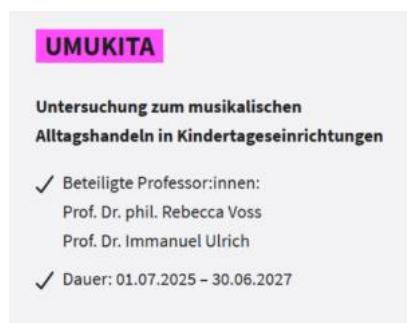 UMUKITA
Untersuchung zum musikalischen
Alltagshandeln in Kindertageseinrichtungen
Beteiligte Professor:innen:
Prof. Dr. phil. Rebecca Voss
Prof. Dr. Immanuel Ulrich
Dauer: 01.07.2025 – 30.06.2027